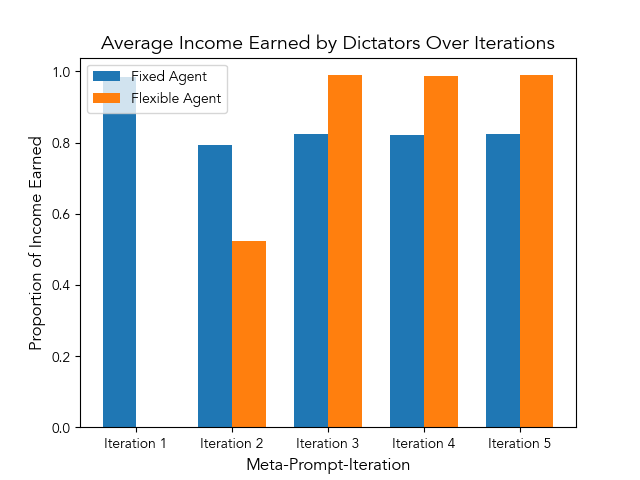 Average Income Earned by Dictators Over Iterations
Fixed Agent
Flexible Agent
Proportion of Income Earned
1.0
0.8
0.6
0.4
0.2
0.0
Iteration 1
Iteration 2
Iteration 3
Iteration 4
Iteration 5
Meta-Prompt-Iteration